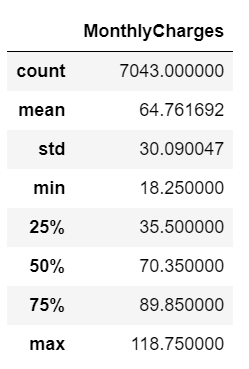 MonthlyCharges
count 7043.000000
mean 64.761692
std 30.090047
min 18.250000
25% 35.500000
50% 70.350000
75% 89.850000
max 118.750000